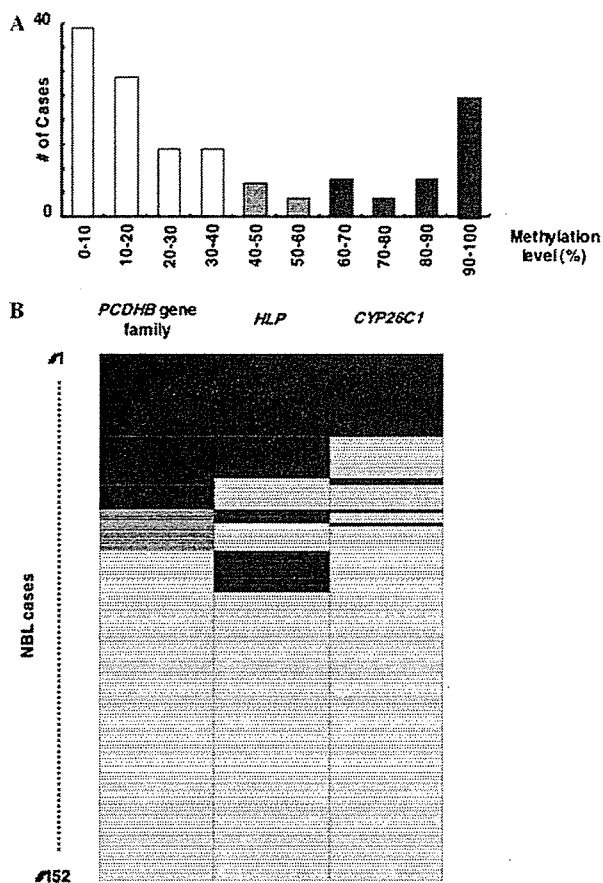 A
40
# of Cases
0
0-10
10-20
20-30
30-40
40-50
50-60
60-70
70-80
80-90
90-100
Methylation
level (%)
B
PCDHB gene
family
HLP
CYP26C1
#1
NBL cases
#152